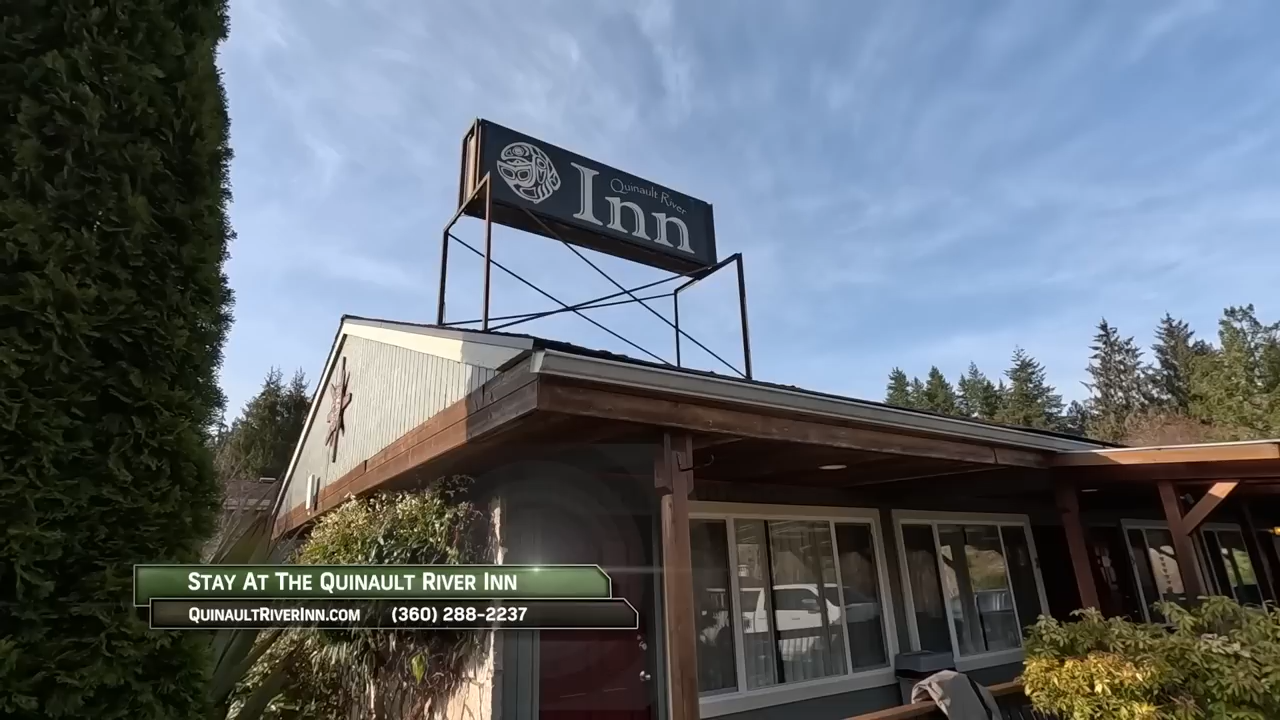 Quinault River
Inn
STAY AT THE QUINAULT RIVER INN
QUINAULTRIVERINN.COM (360) 288-2237